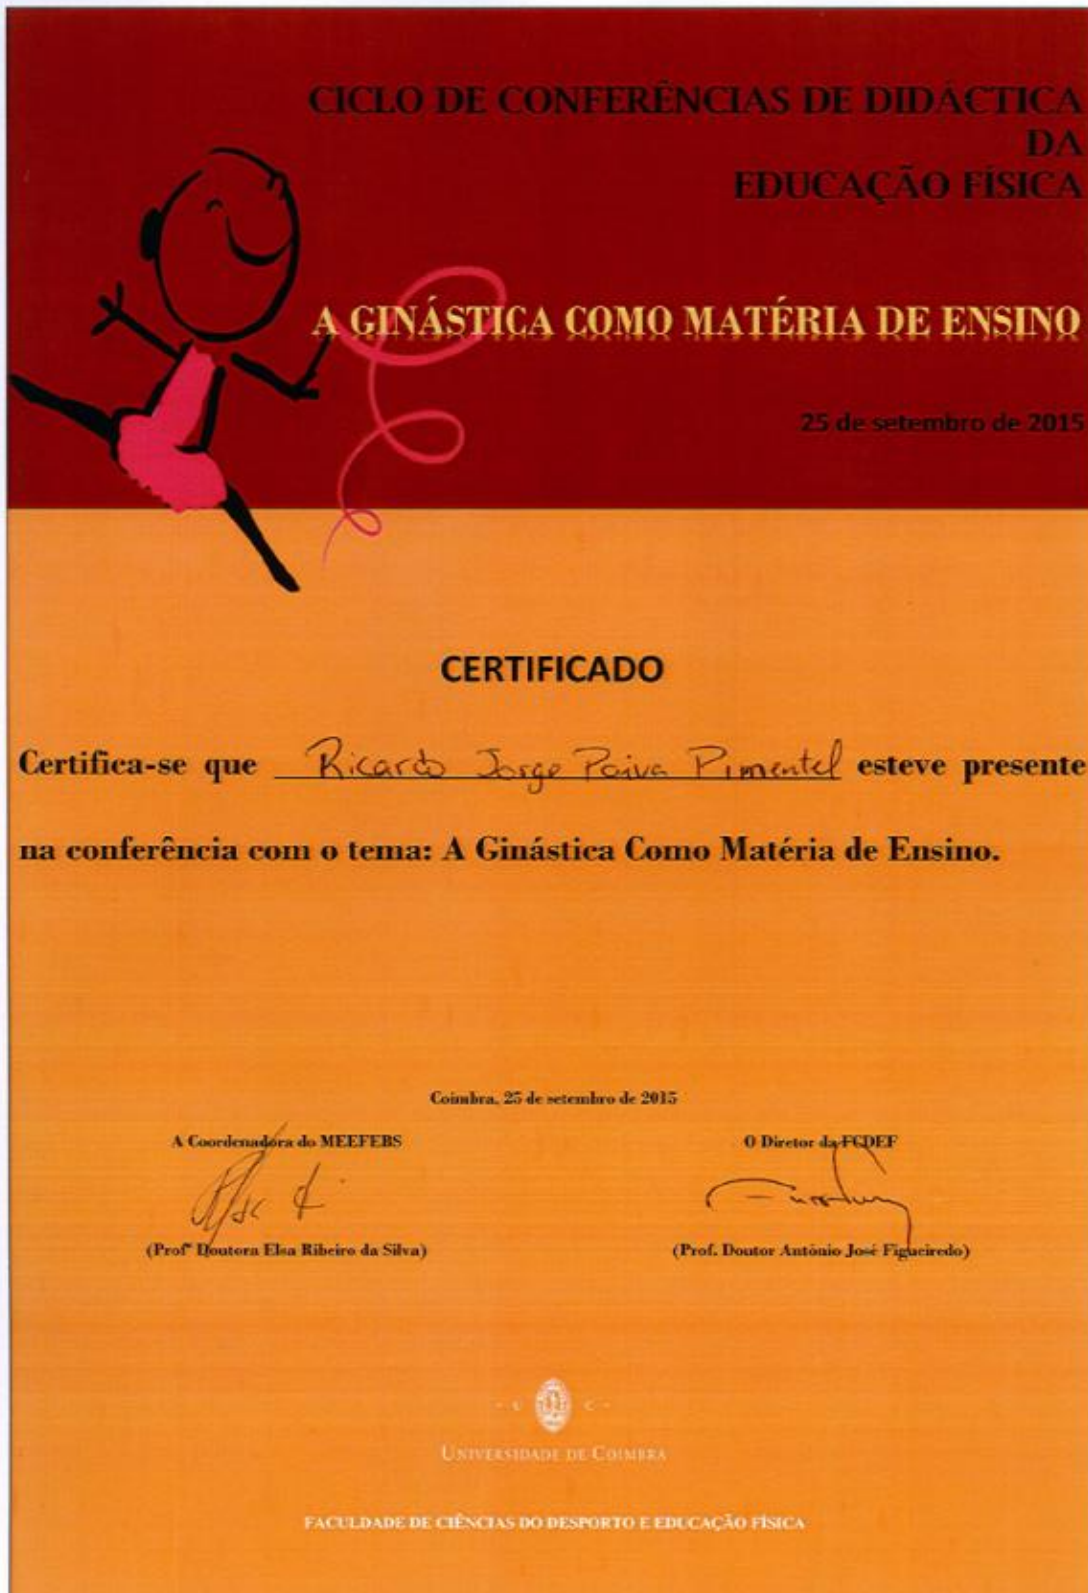 CICLO DE CONFERÊNCIAS DE DIDÁCTICA
DA
EDUCAÇÃO FÍSICA
A GINÁSTICA COMO MATÉRIA DE ENSINO
25 de setembro de 2015
CERTIFICADO
Certifica-se que Ricardo Jorge Paiva Pimentel esteve presente
na conferência com o tema: A Ginástica Como Matéria de Ensino.
Coimbra, 25 de setembro de 2015
A Coordenadora do MEEFEBS O Diretor da FCDEF
(Profª Doutora Elsa Ribeiro da Silva) (Prof. Doutor António José Figueiredo)
· U C ·
UNIVERSIDADE DE COIMBRA
FACULDADE DE CIÊNCIAS DO DESPORTO E EDUCAÇÃO FÍSICA